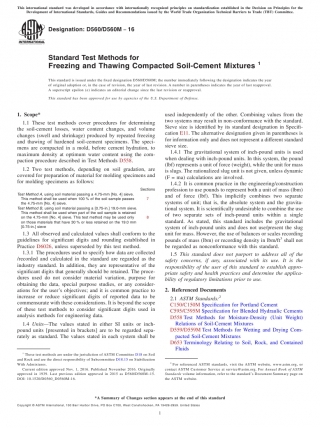 This international standard was developed in accordance with internationally recognized principles on standardization established in the Decision on Principles for the
Development of International Standards, Guides and Recommendations issued by the World Trade Organization Technical Barriers to Trade (TBT) Committee.
INTERNATIONAL
Designation: D560/D560M – 16
Standard Test Methods for
Freezing and Thawing Compacted Soil-Cement Mixtures 1
This standard is issued under the fixed designation D560/D560M; the number immediately following the designation indicates the year
of original adoption or, in the case of revision, the year of last revision. A number in parentheses indicates the year of last reapproval.
A superscript epsilon (ε) indicates an editorial change since the last revision or reapproval.
This standard has been approved for use by agencies of the U.S. Department of Defense.
1. Scope*
1.1 These test methods cover procedures for determining
the soil-cement losses, water content changes, and volume
changes (swell and shrinkage) produced by repeated freezing
and thawing of hardened soil-cement specimens. The speci-
mens are compacted in a mold, before cement hydration, to
maximum density at optimum water content using the com-
paction procedure described in Test Methods D558.
1.2 Two test methods, depending on soil gradation, are
covered for preparation of material for molding specimens and
for molding specimens as follows:
Sections
Test Method A, using soil material passing a 4.75-mm (No. 4) sieve.
This method shall be used when 100 % of the soil sample passes
the 4.75-mm (No. 4) sieve.
Test Method B, using soil material passing a 19.0-mm sieve.
This method shall be used when part of the soil sample is retained
on the 4.75-mm (No. 4) sieve. This test method may be used only
on those materials that have 30 % or less retained on the 19.0-mm
(0.75-in.) sieve
1.3 All observed and calculated values shall conform to the
guidelines for significant digits and rounding established in
Practice D6026, unless superseded by this test method.
1.3.1 The procedures used to specify how data are collected/
recorded and calculated in the standard are regarded as the
industry standard. In addition, they are representative of the
significant digits that generally should be retained. The proce-
dures used do not consider material variation, purpose for
obtaining the data, special purpose studies, or any consider-
ations for the user's objectives; and it is common practice to
increase or reduce significant digits of reported data to be
commensurate with these considerations. It is beyond the scope
of these test methods to consider significant digits used in
analysis methods for engineering data.
1.4 Units—The values stated in either SI units or inch-
pound units [presented in brackets] are to be regarded sepa-
rately as standard. The values stated in each system shall be
used independently of the other. Combining values from the
two systems may result in non-conformance with the standard.
Sieve size is identified by its standard designation in Specifi-
cation E11. The alternative designation given in parentheses is
for information only and does not represent a different standard
sieve size.
1.4.1 The gravitational system of inch-pound units is used
when dealing with inch-pound units. In this system, the pound
(lbf) represents a unit of force (weight), while the unit for mass
is slugs. The rationalized slug unit is not given, unless dynamic
(F = ma) calculations are involved.
1.4.2 It is common practice in the engineering/construction
profession to use pounds to represent both a unit of mass (lbm)
and of force (lbf). This implicitly combines two separate
systems of units; that is, the absolute system and the gravita-
tional system. It is scientifically undesirable to combine the use
of two separate sets of inch-pound units within a single
standard. As stated, this standard includes the gravitational
system of inch-pound units and does not use/present the slug
unit for mass. However, the use of balances or scales recording
pounds of mass (lbm) or recording density in lbm/ft3 shall not
be regarded as nonconformance with this standard.
1.5 This standard does not purport to address all of the
safety concerns, if any, associated with its use. It is the
responsibility of the user of this standard to establish appro-
priate safety and health practices and determine the applica-
bility of regulatory limitations prior to use.
2. Referenced Documents
2.1 ASTM Standards:2
C150/C150M Specification for Portland Cement
C595/C595M Specification for Blended Hydraulic Cements
D558 Test Methods for Moisture-Density (Unit Weight)
Relations of Soil-Cement Mixtures
D559/D559M Test Methods for Wetting and Drying Com-
pacted Soil-Cement Mixtures
D653 Terminology Relating to Soil, Rock, and Contained
Fluids
1 These test methods are under the jurisdiction of ASTM Committee D18 on Soil
and Rock and are the direct responsibility of Subcommittee D18.15 on Stabilization
With Admixtures.
Current edition approved Nov. 1, 2016. Published November 2016. Originally
approved in 1939. Last previous edition approved in 2015 as D560/D560M–15.
DOI: 10.1520/D0560_D0560M-16.
2 For referenced ASTM standards, visit the ASTM website, www.astm.org, or
contact ASTM Customer Service at service@astm.org. For Annual Book of ASTM
Standards volume information, refer to the standard's Document Summary page on
the ASTM website.
*A Summary of Changes section appears at the end of this standard
Copyright © ASTM International, 100 Barr Harbor Drive, PO Box C700, West Conshohocken, PA 19428-2959. United States
1